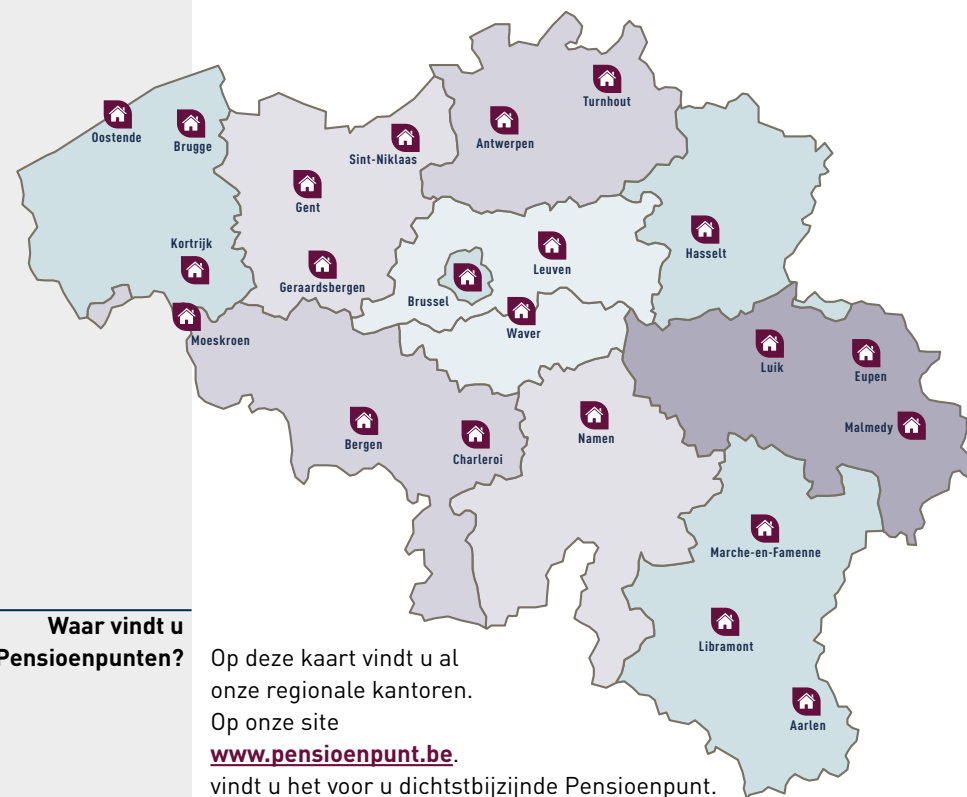 Turnhout
Oostende
Brugge
Antwerpen
Sint-Niklaas
Gent
Kortrijk
Hasselt
Leuven
Geraardsbergen
Brussel
Waver
Moeskroen
Luik
Eupen
Malmedy
Namen
Bergen
Charleroi
Marche-en-Famenne
Libramont
Aarlen
Waar vindt u
Pensioenpunten?
Op deze kaart vindt u al
onze regionale kantoren.
Op onze site
www.pensioenpunt.be.
vindt u het voor u dichtstbijzijnde Pensioenpunt.